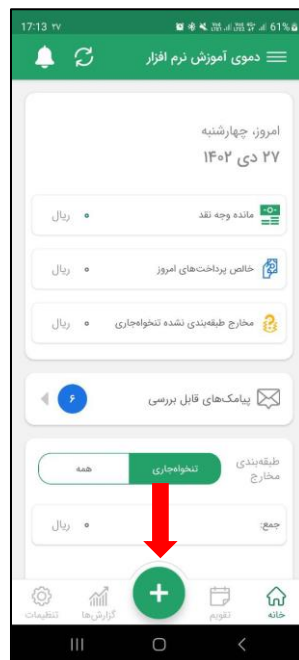 17:13 TV 61%
دموی آموزش نرم افزار
امروز، چهارشنبه
۲۷ دی ۱۴۰۲
مانده وجه نقد ۰ ریال
خالص پرداخت‌های امروز ۰ ریال
مخارج طبقه‌بندی نشده تنخواه‌جاری ۰ ریال
پیامک‌های قابل بررسی ۶
طبقه‌بندی مخارج
تنخواه‌جاری همه
جمع: ۰ ریال
خانه تقویم گزارش‌ها تنظیمات